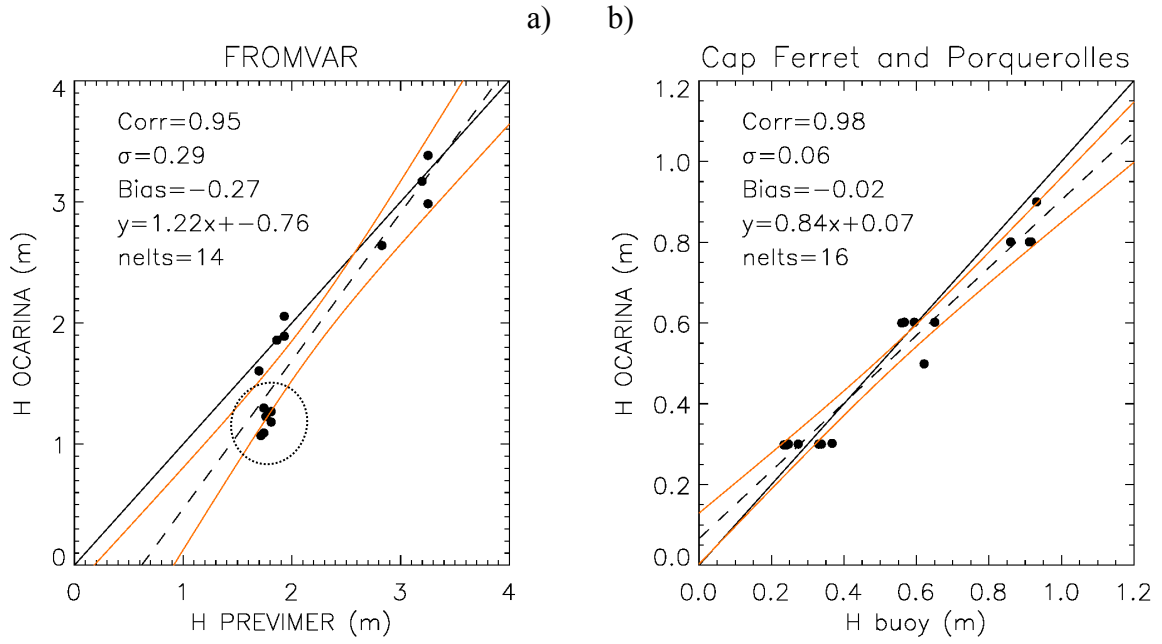 a)
FROMVAR
Corr=0.95
σ=0.29
Bias=−0.27
y=1.22x+−0.76
nelts=14
4
3
2
1
0
0 1 2 3 4
H OCARINA (m)
H PREVIMER (m)
b)
Cap Ferret and Porquerolles
Corr=0.98
σ=0.06
Bias=−0.02
y=0.84x+0.07
nelts=16
1.2
1.0
0.8
0.6
0.4
0.2
0.0
0.0 0.2 0.4 0.6 0.8 1.0 1.2
H OCARINA (m)
H buoy (m)